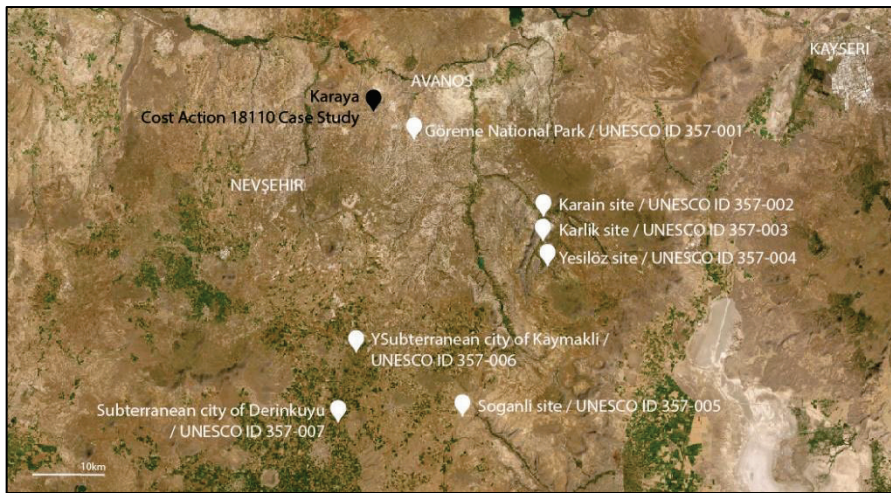 KAYSERI
AVANOS
Karaya
Cost Action 18110 Case Study
Göreme National Park / UNESCO ID 357-001
NEVŞEHIR
Karain site / UNESCO ID 357-002
Karlik site / UNESCO ID 357-003
Yesilöz site / UNESCO ID 357-004
YSubterranean city of Kaymakli /
UNESCO ID 357-006
Subterranean city of Derinkuyu
/ UNESCO ID 357-007
Soganli site / UNESCO ID 357-005
10km